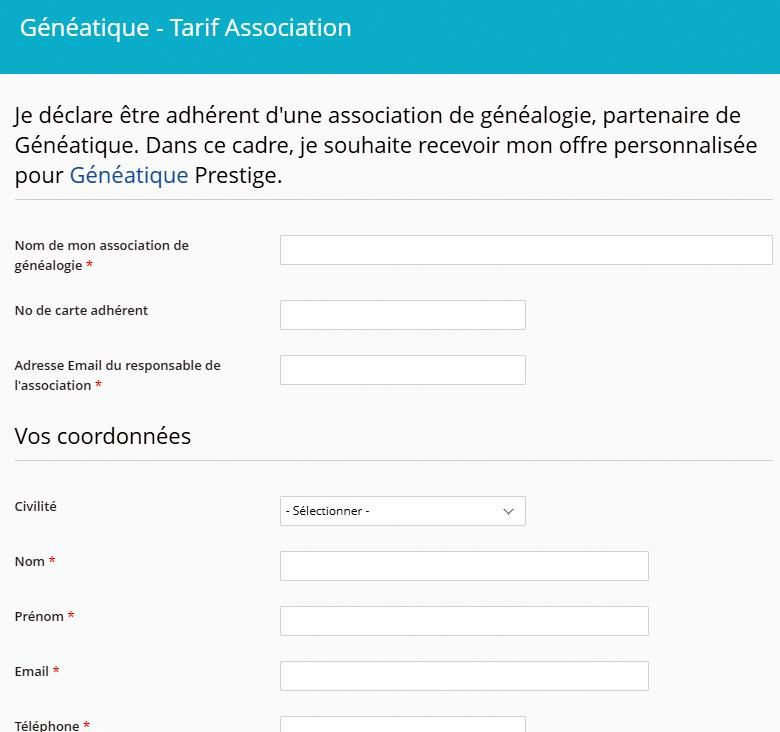 Généatique - Tarif Association
Je déclare être adhérent d'une association de généalogie, partenaire de
Généatique. Dans ce cadre, je souhaite recevoir mon offre personnalisée
pour Généatique Prestige.
Nom de mon association de
généalogie *
No de carte adhérent
Adresse Email du responsable de
l'association *
Vos coordonnées
Civilité
- Sélectionner -
Nom *
Prénom *
Email *
Téléphone *